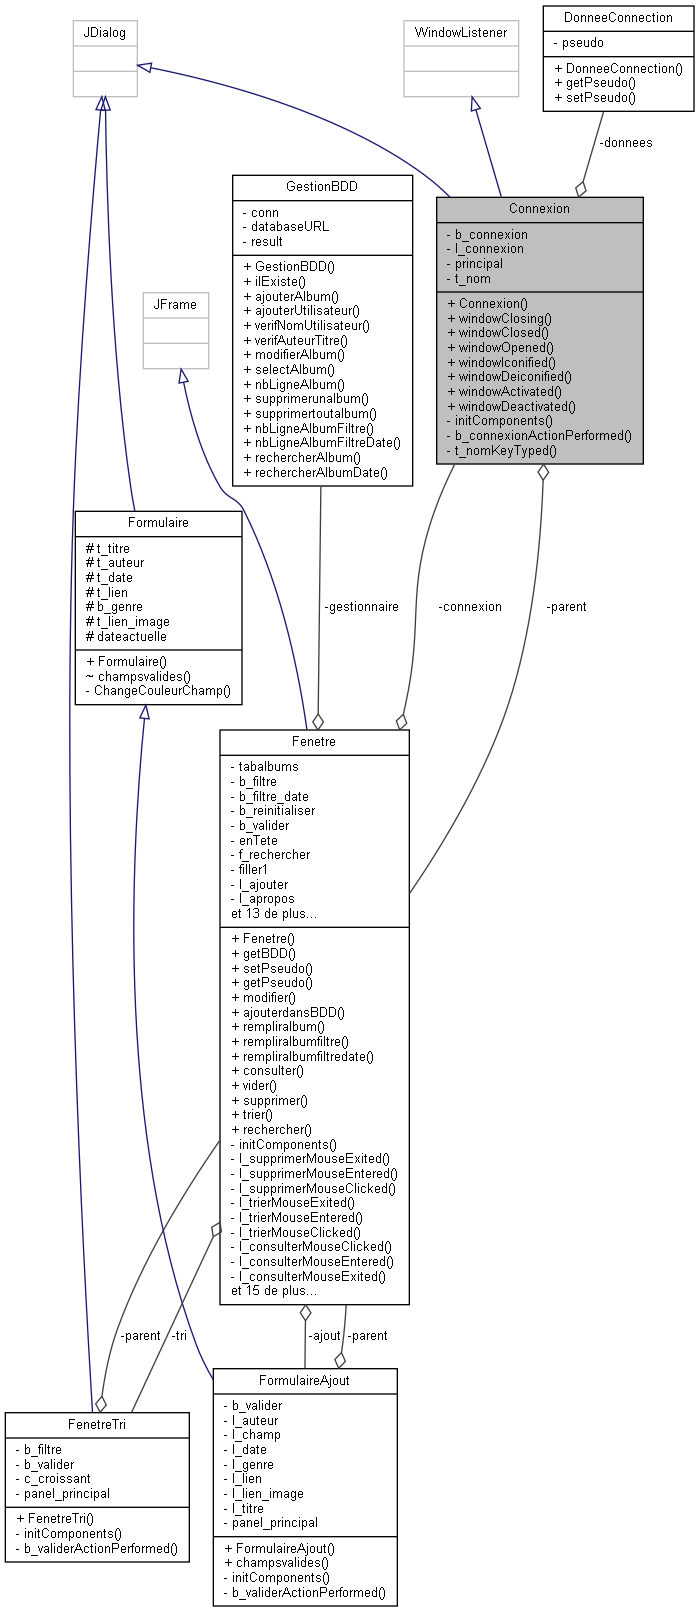 DonneeConnection
- pseudo
+ DonneeConnection()
+ getPseudo()
+ setPseudo()
JDialog
WindowListener
-donnees
GestionBDD
- conn
- databaseURL
- result
+ GestionBDD()
+ ilExiste()
+ ajouterAlbum()
+ ajouterUtilisateur()
+ verifNomUtilisateur()
+ verifAuteurTitre()
+ modifierAlbum()
+ selectAlbum()
+ nbLigneAlbum()
+ supprimerunalbum()
+ supprimertoutalbum()
+ nbLigneAlbumFiltre()
+ nbLigneAlbumFiltreDate()
+ rechercherAlbum()
+ rechercherAlbumDate()
Connexion
- b_connexion
- l_connexion
- principal
- t_nom
+ Connexion()
+ windowClosing()
+ windowClosed()
+ windowOpened()
+ windowIconified()
+ windowDeiconified()
+ windowActivated()
+ windowDeactivated()
- initComponents()
- b_connexionActionPerformed()
- t_nomKeyTyped()
JFrame
Formulaire
# t_titre
# t_auteur
# t_date
# t_lien
# b_genre
# t_lien_image
# dateactuelle
+ Formulaire()
~ champsvalides()
- ChangeCouleurChamp()
-gestionnaire
-connexion
-parent
Fenetre
- tabalbums
- b_filtre
- b_filtre_date
- b_reinitialiser
- b_valider
- enTete
- f_rechercher
- filler1
- l_ajouter
- l_apropos
et 13 de plus...
+ Fenetre()
+ getBDD()
+ setPseudo()
+ getPseudo()
+ modifier()
+ ajouterdansBDD()
+ rempliralbum()
+ rempliralbumfiltre()
+ rempliralbumfiltredate()
+ consulter()
+ vider()
+ supprimer()
+ trier()
+ rechercher()
- initComponents()
- l_supprimerMouseExited()
- l_supprimerMouseEntered()
- l_supprimerMouseClicked()
- l_trierMouseExited()
- l_trierMouseEntered()
- l_trierMouseClicked()
- l_consulterMouseClicked()
- l_consulterMouseEntered()
- l_consulterMouseExited()
et 15 de plus...
-parent
-tri
-ajout
-parent
FenetreTri
- b_filtre
- b_valider
- c_croissant
- panel_principal
+ FenetreTri()
- initComponents()
- b_validerActionPerformed()
FormulaireAjout
- b_valider
- l_auteur
- l_champ
- l_date
- l_genre
- l_lien
- l_lien_image
- l_titre
- panel_principal
+ FormulaireAjout()
+ champsvalides()
- initComponents()
- b_validerActionPerformed()